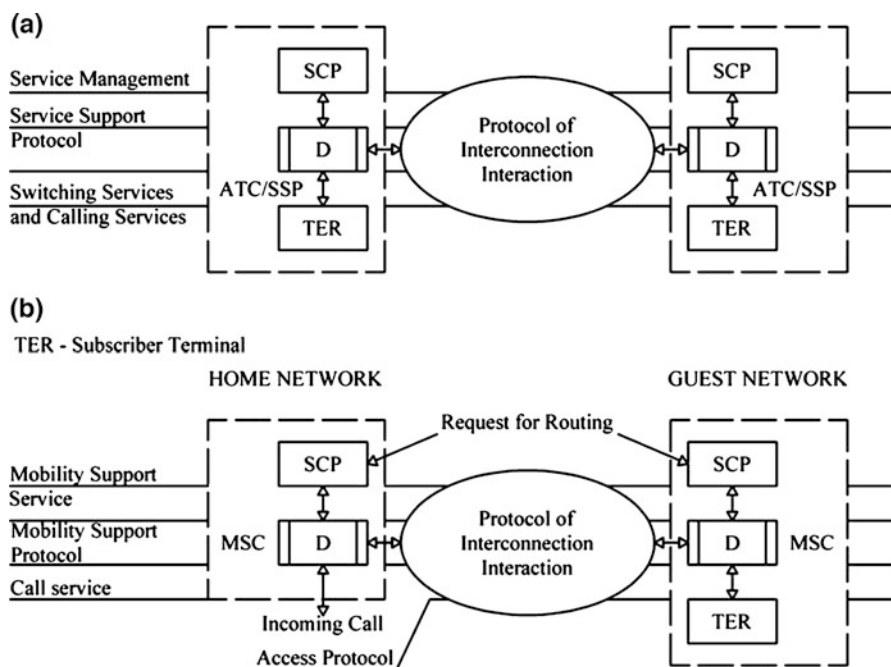 (a)
SCP
SCP
Service Management
Service Support
Protocol
D
Protocol of
Interconnection
Interaction
D
Switching Services
and Calling Services
ATC/SSP
ATC/SSP
TER
TER
(b)
TER - Subscriber Terminal
HOME NETWORK
GUEST NETWORK
Request for Routing
SCP
SCP
Mobility Support
Service
Mobility Support
Protocol
MSC
D
Protocol of
Interconnection
Interaction
D
MSC
Call service
Incoming Call
TER
Access Protocol